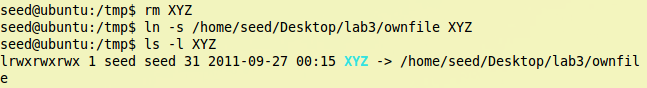 seed@ubuntu:/tmp$ rm XYZ
seed@ubuntu:/tmp$ ln -s /home/seed/Desktop/lab3/ownfile XYZ
seed@ubuntu:/tmp$ ls -l XYZ
lrwxrwxrwx 1 seed seed 31 2011-09-27 00:15 XYZ -> /home/seed/Desktop/lab3/ownfil
e